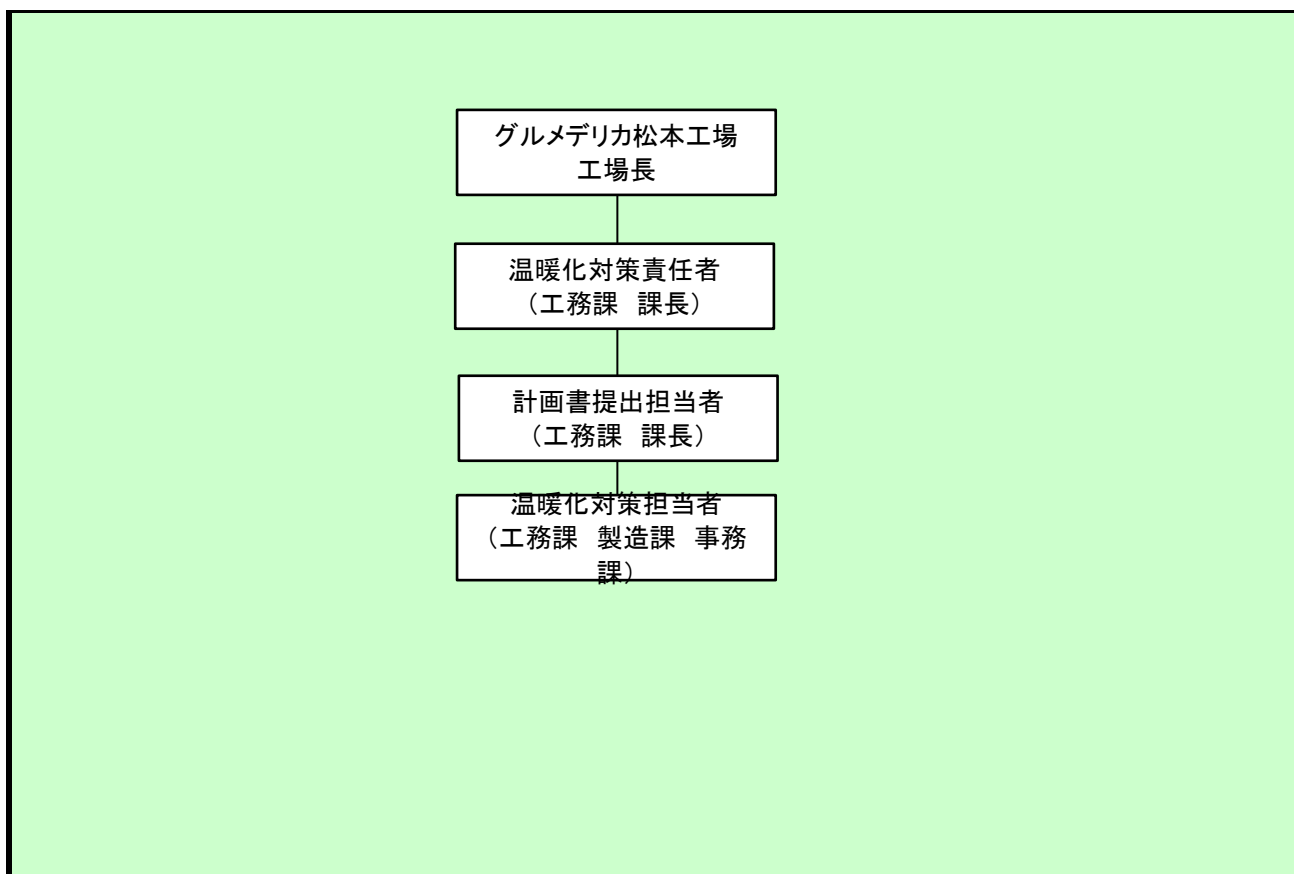 グルメデリカ松本工場
工場長
温暖化対策責任者
（工務課　課長）
計画書提出担当者
（工務課　課長）
温暖化対策担当者
（工務課　製造課　事務
課）